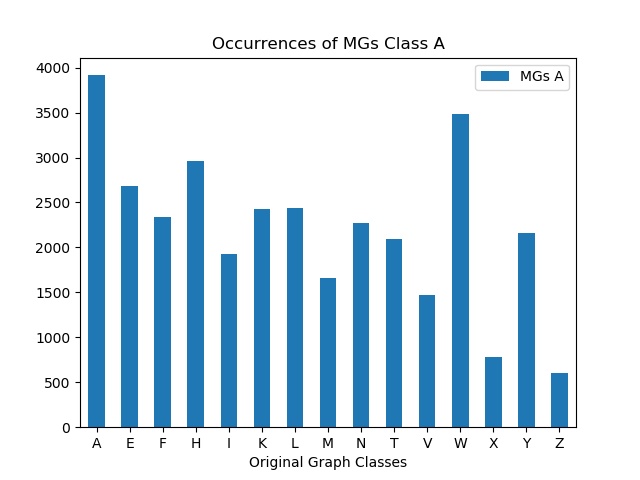 Occurrences of MGs Class A
MGs A
4000
3500
3000
2500
2000
1500
1000
500
0
A E F H I K L M N T V W X Y Z
Original Graph Classes